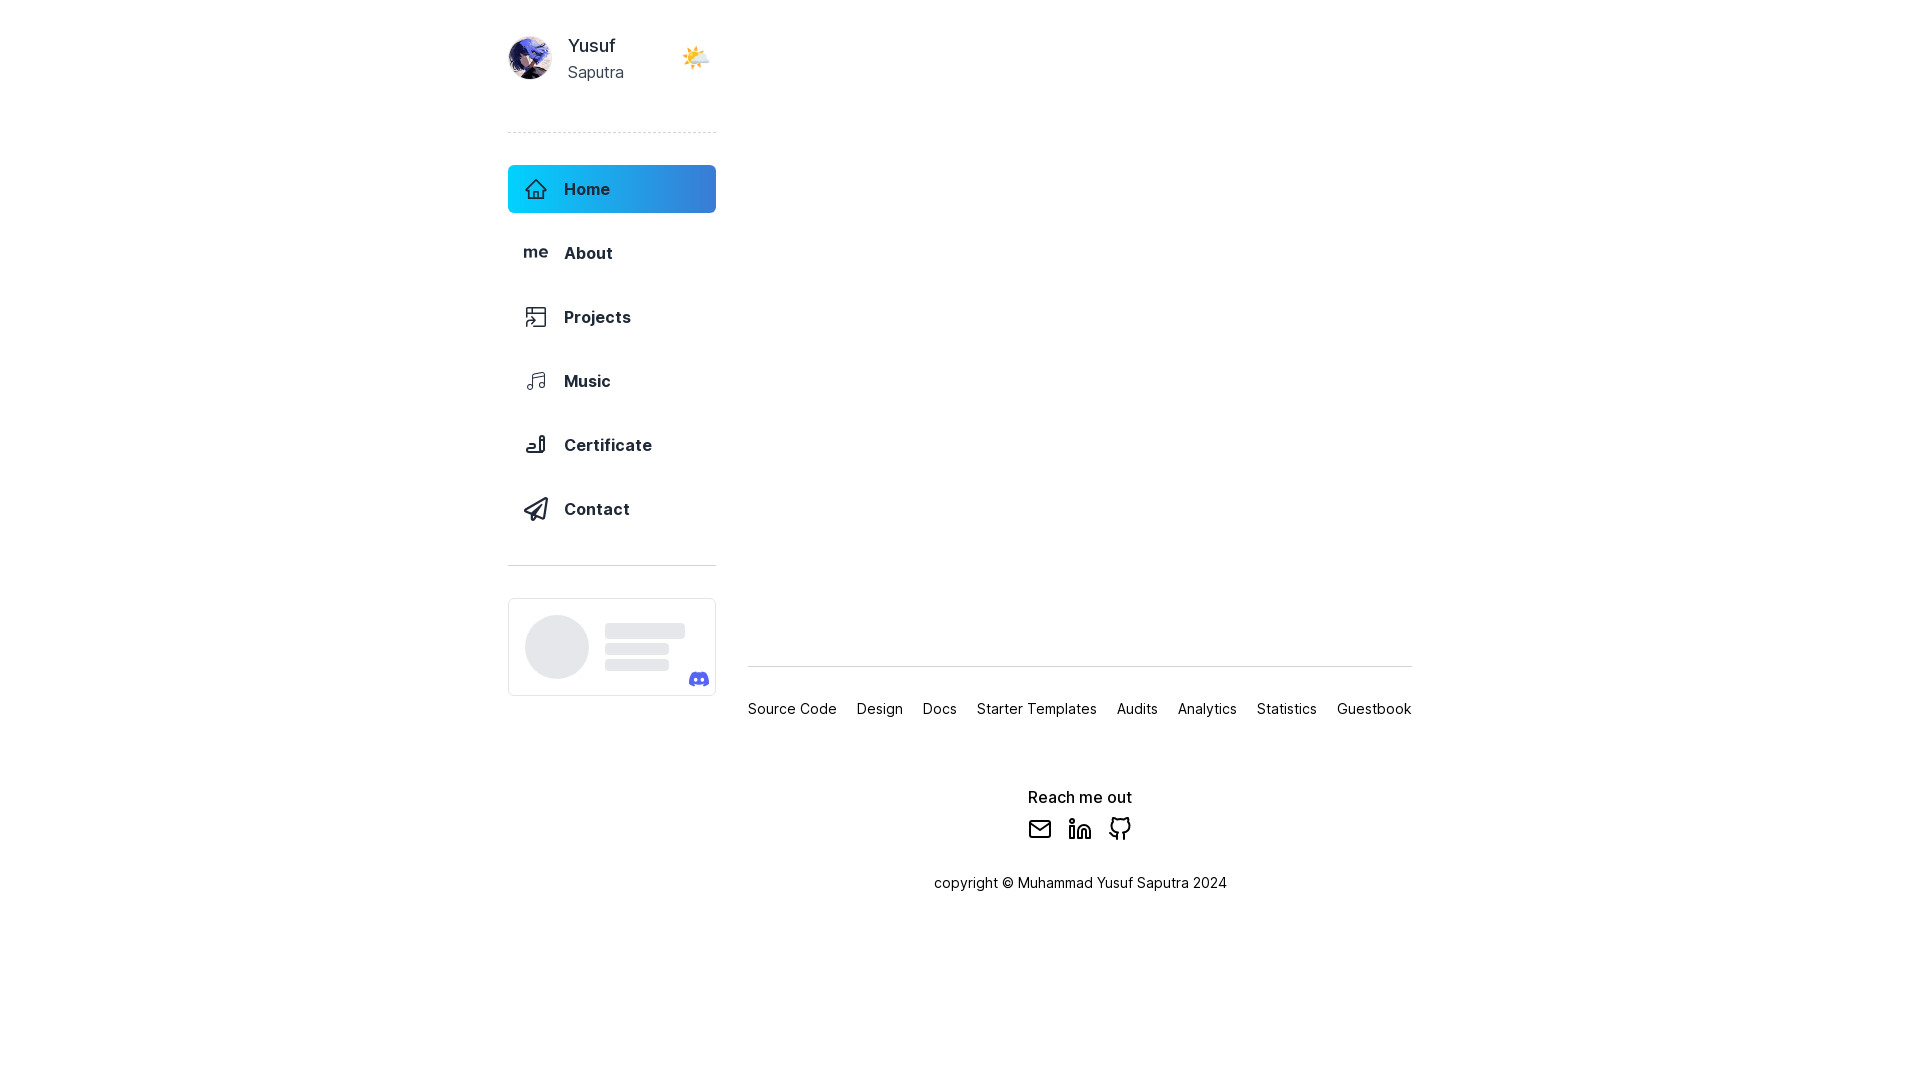 Yusuf
Saputra
Home
me About
Projects
Music
Certificate
Contact
Source Code Design Docs Starter Templates Audits Analytics Statistics Guestbook
Reach me out
copyright © Muhammad Yusuf Saputra 2024